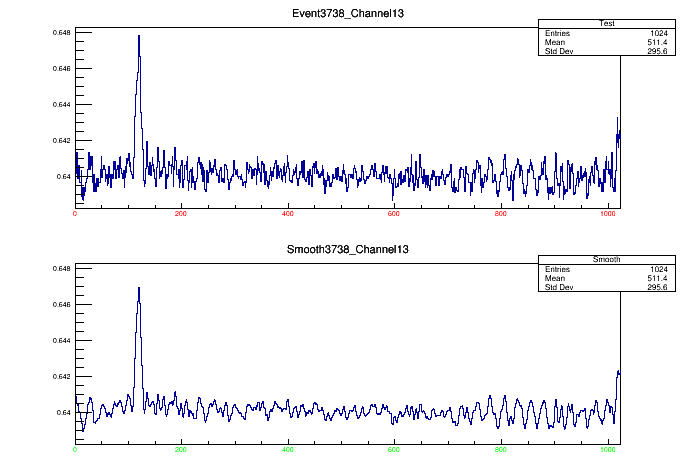 Event3738_Channel13
Test
Entries 1024
Mean 511.4
Std Dev 295.6
0.648
0.646
0.644
0.642
0.64
0 200 400 600 800 1000
Smooth3738_Channel13
Smooth
Entries 1024
Mean 511.4
Std Dev 295.6
0.648
0.646
0.644
0.642
0.64
0 200 400 600 800 1000